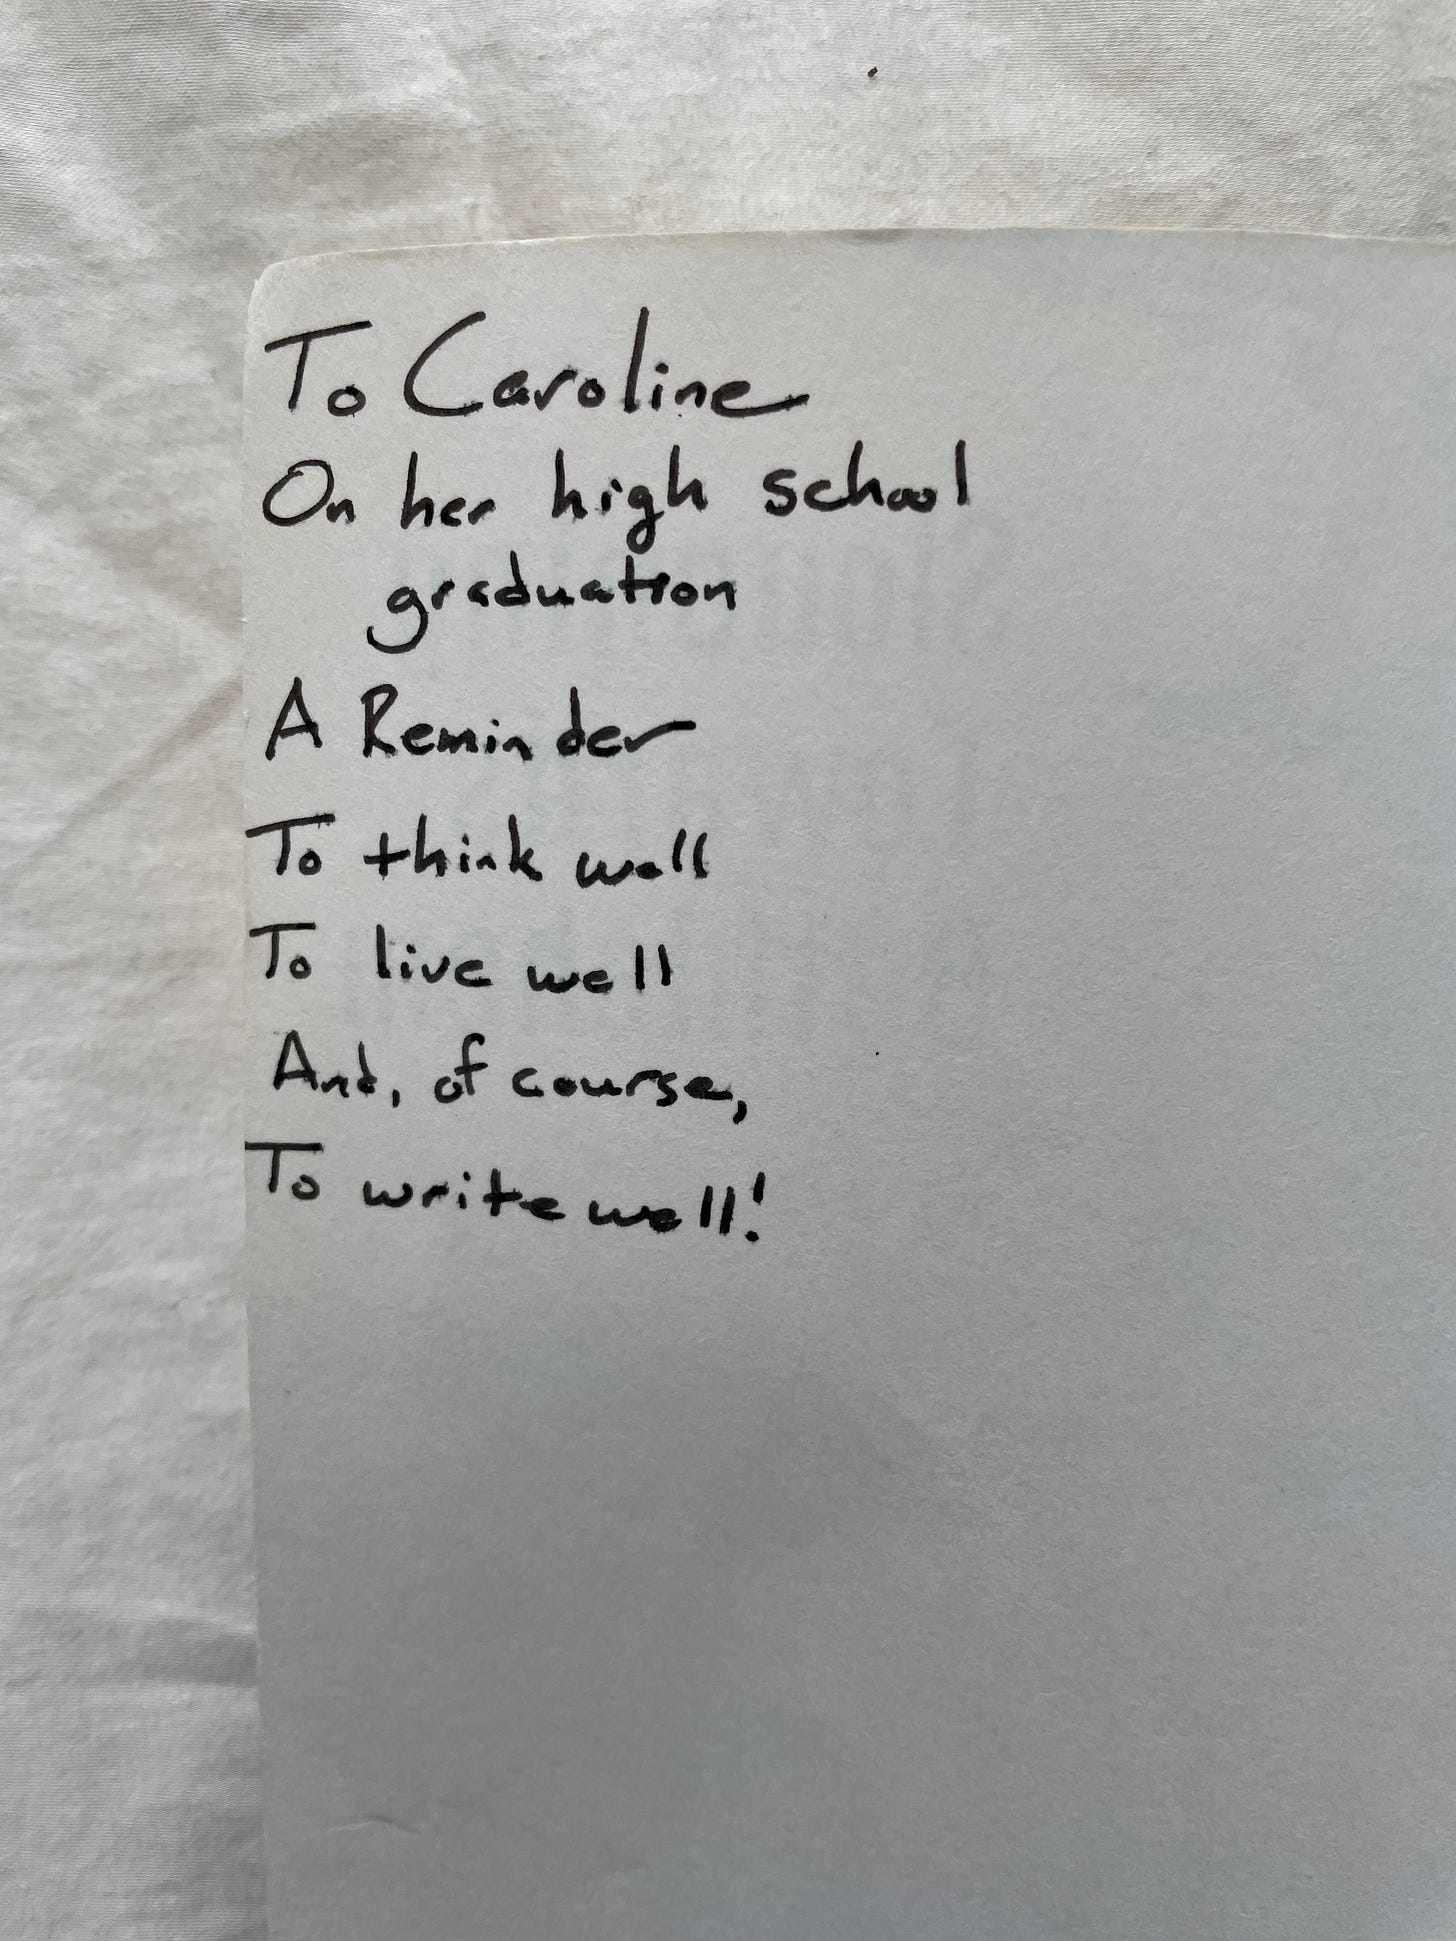 To Caroline
On her high school
graduation
A Reminder
To think well
To live well
And, of course,
To write well!